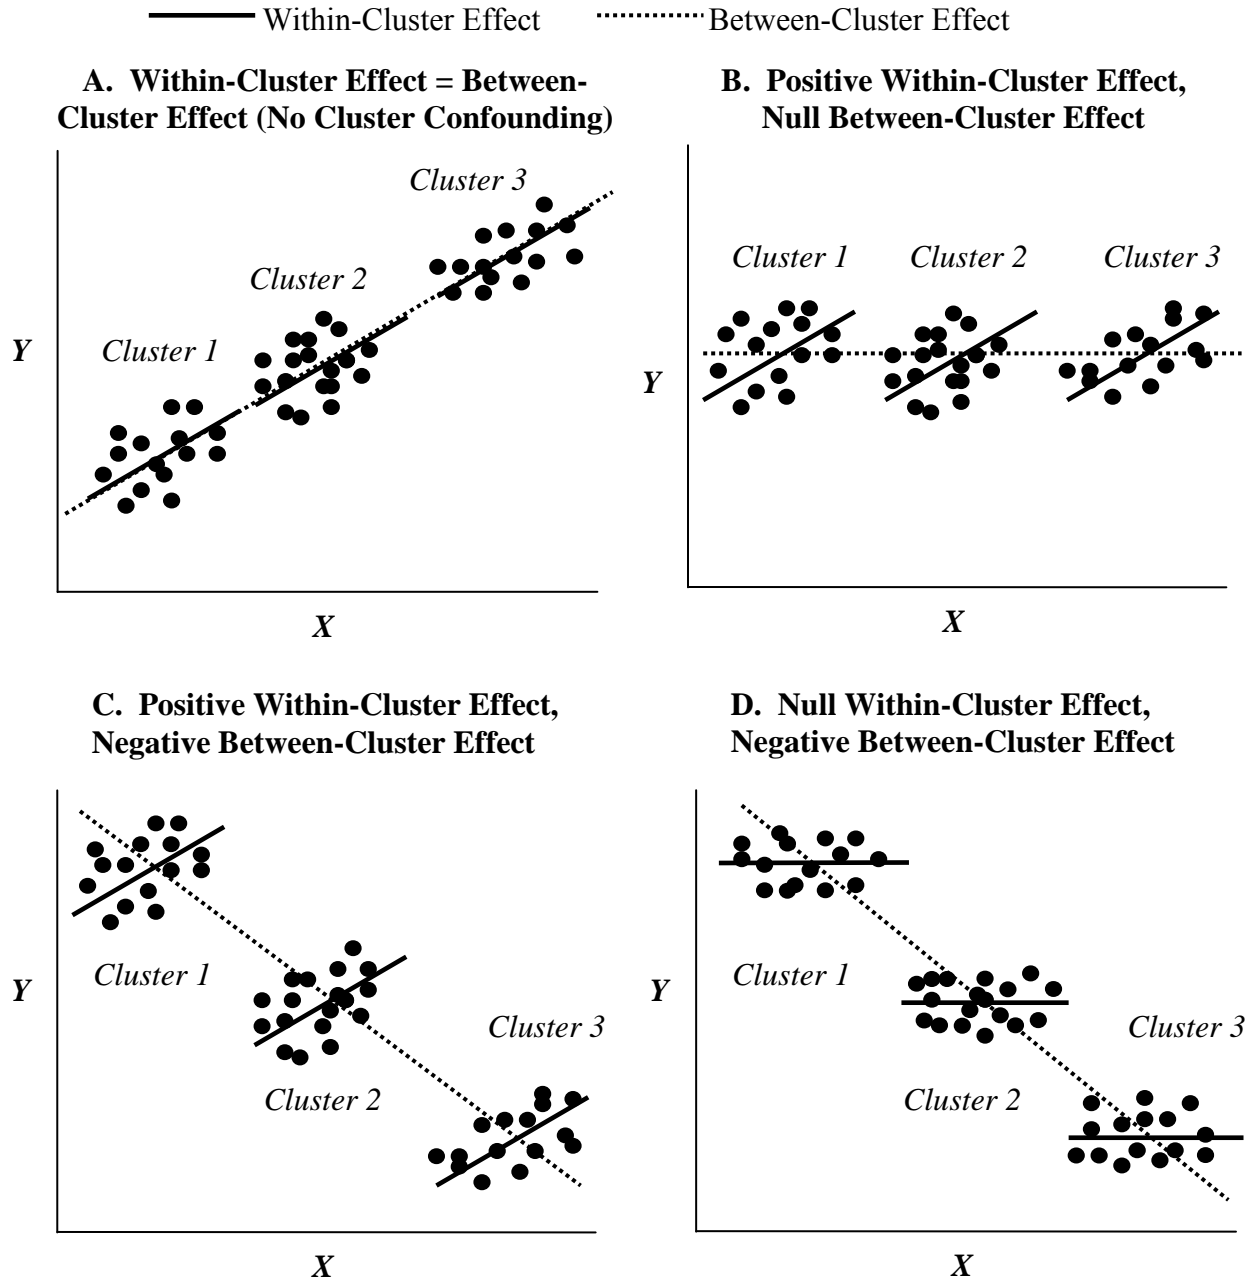 Within-Cluster Effect Between-Cluster Effect
A. Within-Cluster Effect = Between-
Cluster Effect (No Cluster Confounding)
Cluster 3
Cluster 2
Cluster 1
Y
X
B. Positive Within-Cluster Effect,
Null Between-Cluster Effect
Cluster 1 Cluster 2 Cluster 3
Y
X
C. Positive Within-Cluster Effect,
Negative Between-Cluster Effect
Cluster 1
Y
Cluster 3
Cluster 2
X
D. Null Within-Cluster Effect,
Negative Between-Cluster Effect
Cluster 1
Y
Cluster 3
Cluster 2
X